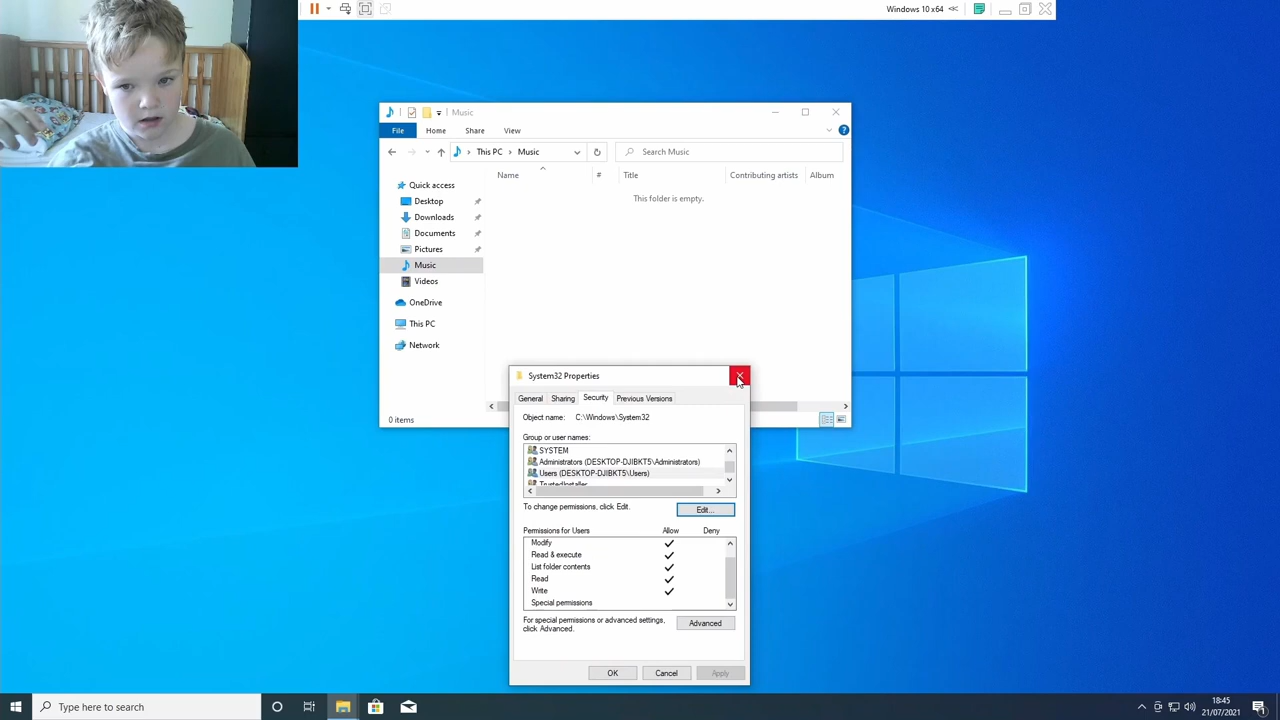 Windows 10 x64
Music
File Home Share View
This PC Music
Search Music
Name # Title Contributing artists Album
This folder is empty.
Quick access
Desktop
Downloads
Documents
Pictures
Music
Videos
OneDrive
This PC
Network
0 items
System32 Properties
General Sharing Security Previous Versions
Object name: C:\Windows\System32
Group or user names:
SYSTEM
Administrators (DESKTOP-DJIBKT5\Administrators)
Users (DESKTOP-DJIBKT5\Users)
TrustedInstaller
To change permissions, click Edit.
Edit...
Permissions for Users Allow Deny
Modify
Read & execute
List folder contents
Read
Write
Special permissions
For special permissions or advanced settings,
click Advanced.
Advanced
OK Cancel Apply
Type here to search
18:45
21/07/2021
1